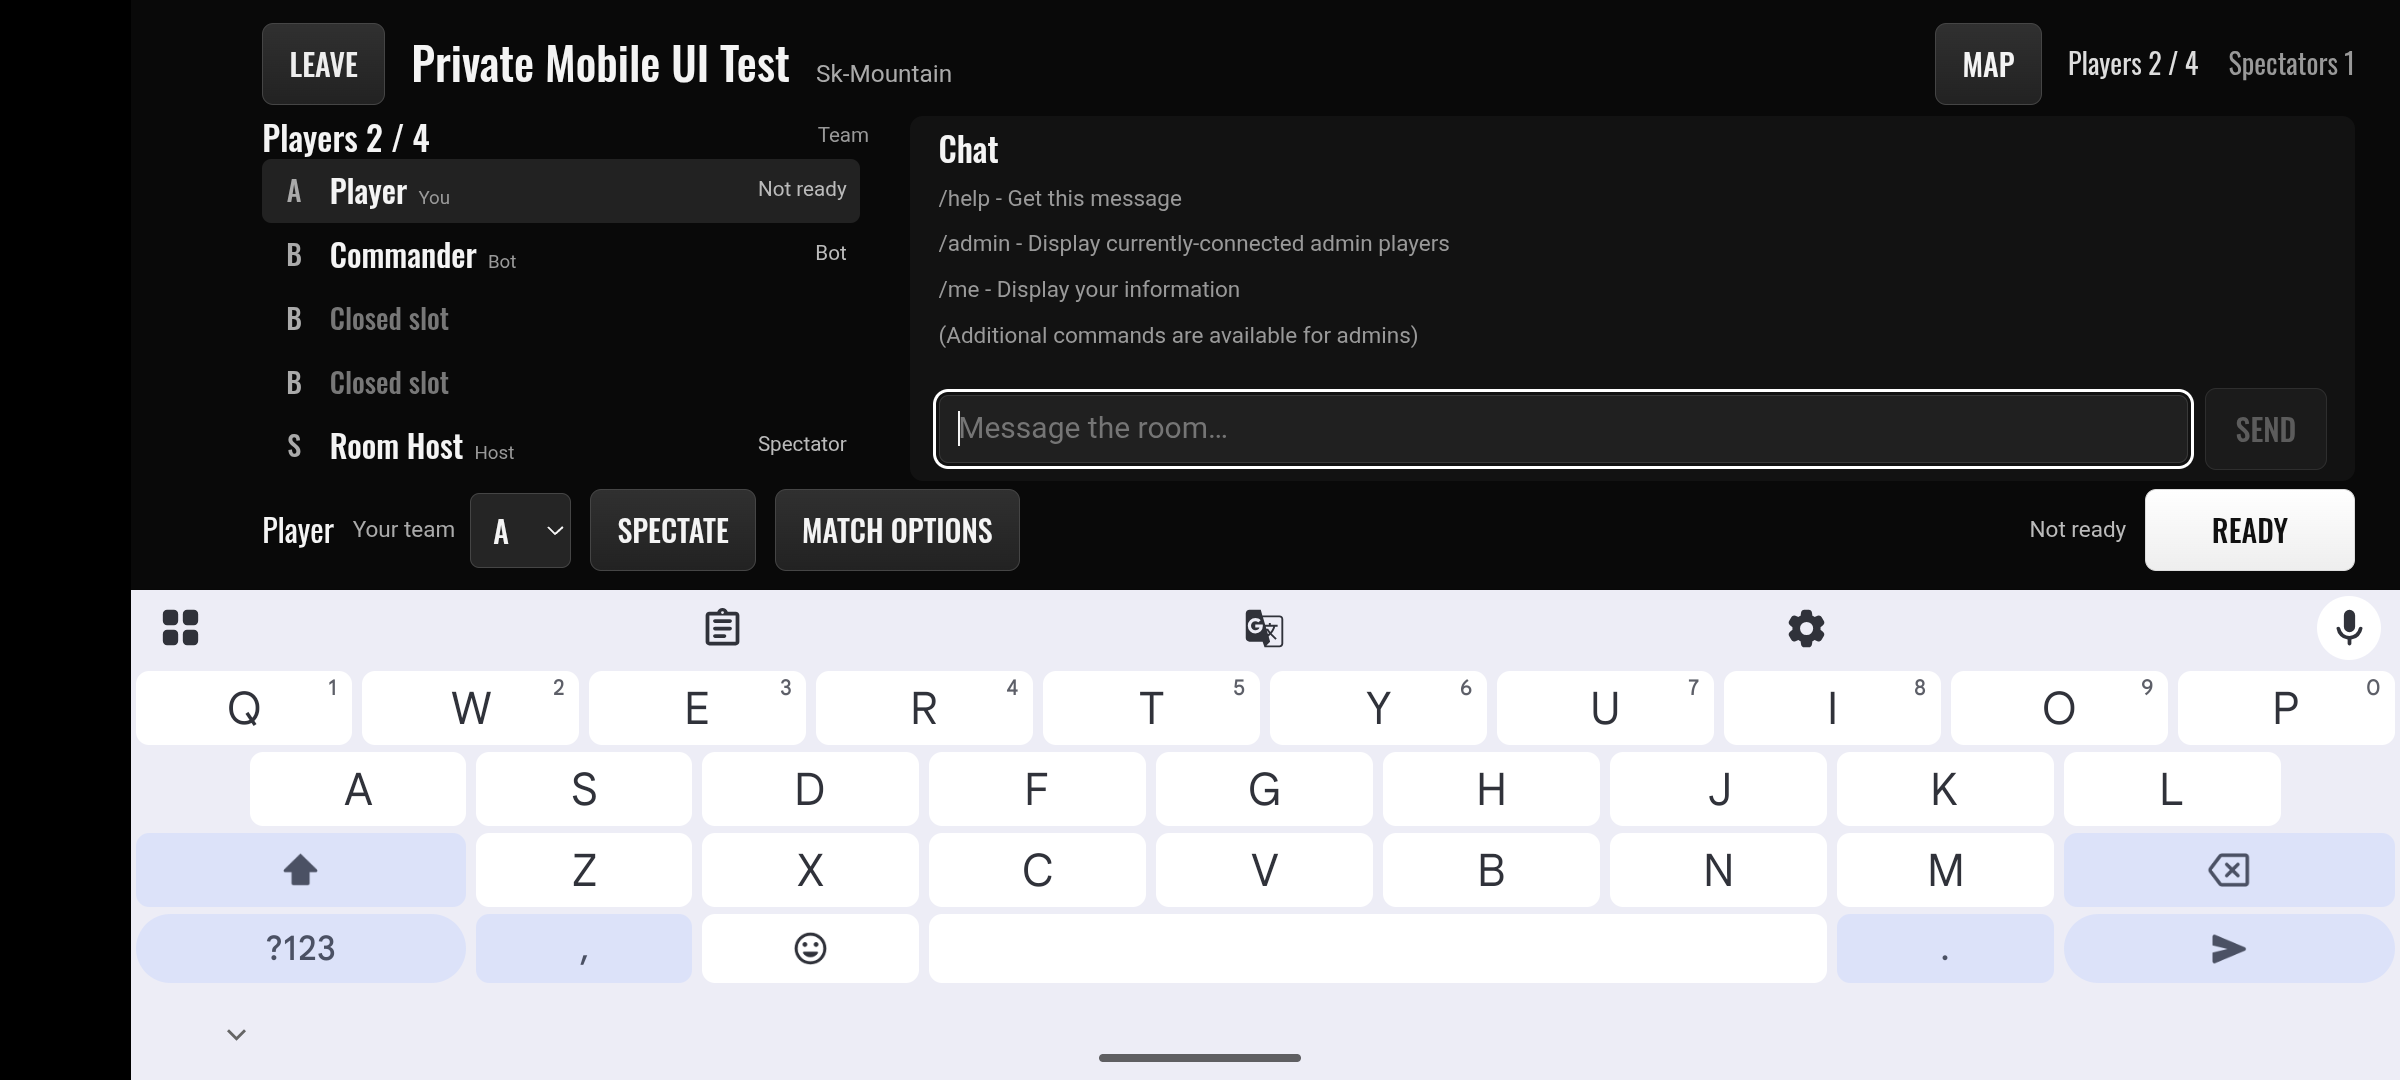 LEAVE
Private Mobile UI Test
Sk-Mountain
MAP
Players 2 / 4
Spectators 1
Players 2 / 4
Team
A Player You Not ready
B Commander Bot Bot
B Closed slot
B Closed slot
S Room Host Host Spectator
Chat
/help - Get this message
/admin - Display currently-connected admin players
/me - Display your information
(Additional commands are available for admins)
Message the room…
SEND
Player Your team A SPECTATE MATCH OPTIONS
Not ready READY
Q 1 W 2 E 3 R 4 T 5 Y 6 U 7 I 8 O 9 P 0
A S D F G H J K L
Z X C V B N M
?123 , .